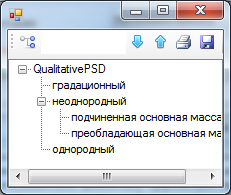 QualitativePSD
градационный
неоднородный
подчиненная основная масса
преобладающая основная ма
однородный